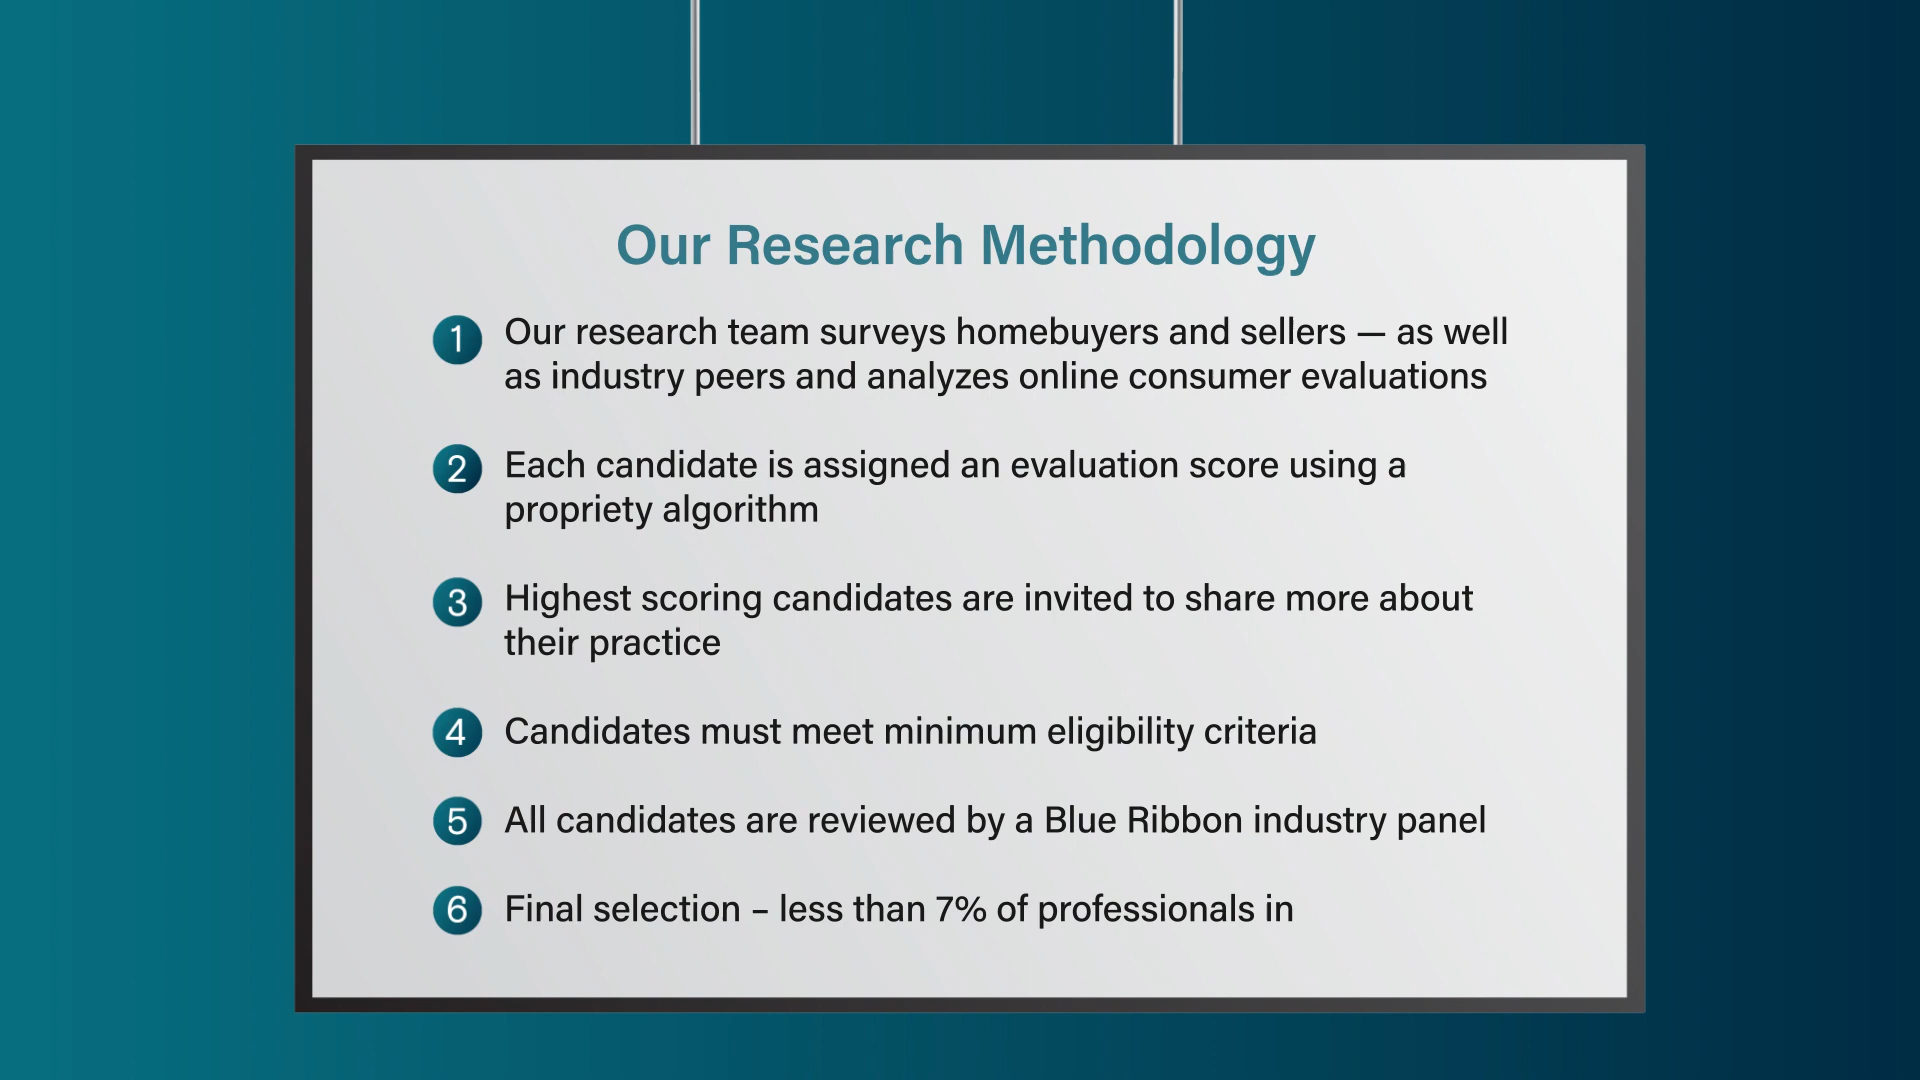 Our Research Methodology
1 Our research team surveys homebuyers and sellers — as well
as industry peers and analyzes online consumer evaluations
2 Each candidate is assigned an evaluation score using a
propriety algorithm
3 Highest scoring candidates are invited to share more about
their practice
4 Candidates must meet minimum eligibility criteria
5 All candidates are reviewed by a Blue Ribbon industry panel
6 Final selection – less than 7% of professionals in